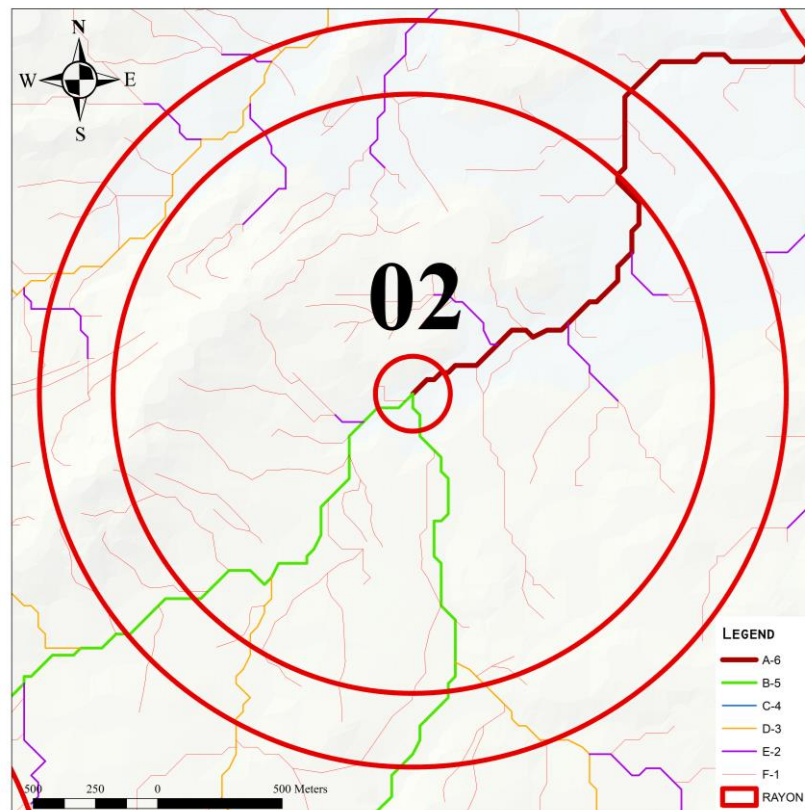 N
W E
S
02
LEGEND
A-6
B-5
C-4
D-3
E-2
F-1
RAYON
500 250 0 500 Meters